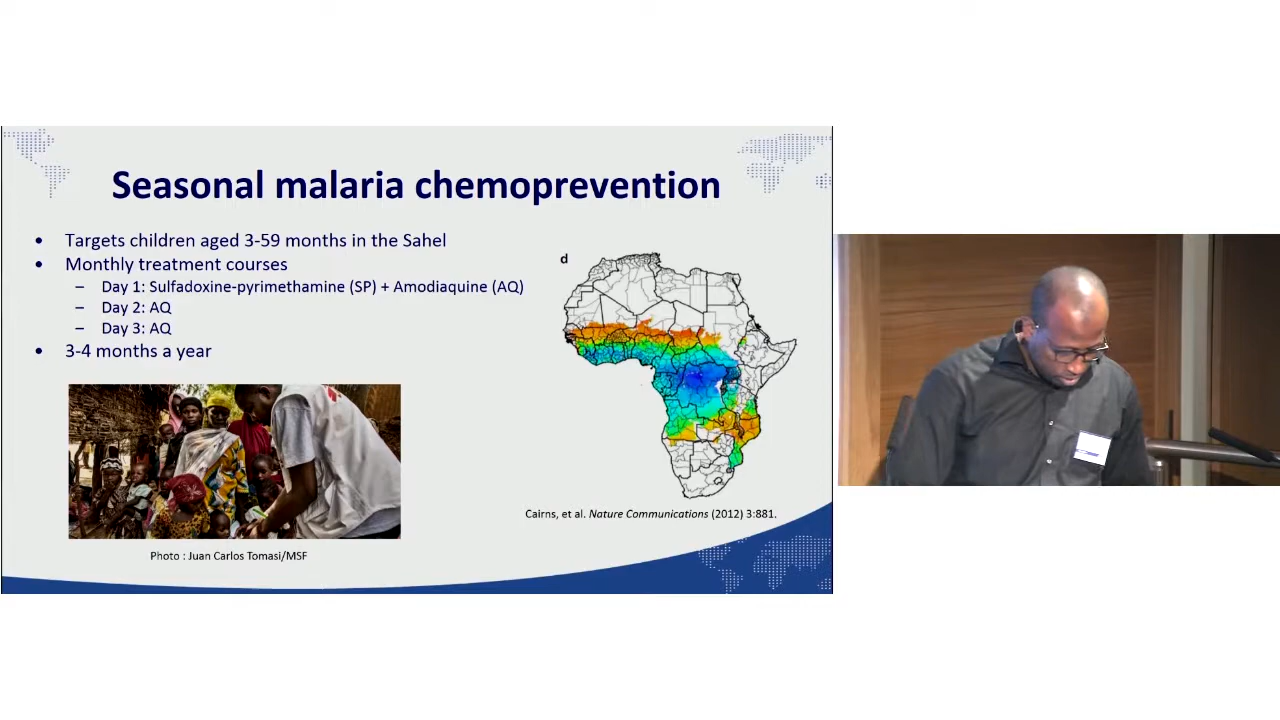 Seasonal malaria chemoprevention
• Targets children aged 3-59 months in the Sahel
• Monthly treatment courses
– Day 1: Sulfadoxine-pyrimethamine (SP) + Amodiaquine (AQ)
– Day 2: AQ
– Day 3: AQ
• 3-4 months a year
d
Cairns, et al. Nature Communications (2012) 3:881.
Photo : Juan Carlos Tomasi/MSF